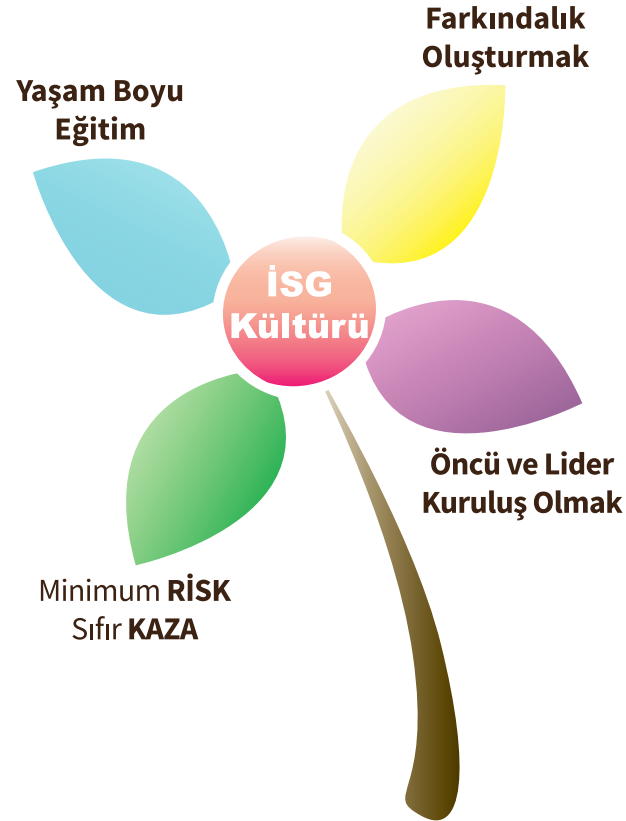 Farkındalık
Oluşturmak
Yaşam Boyu
Eğitim
İSG
Kültürü
Öncü ve Lider
Kuruluş Olmak
Minimum RİSK
Sıfır KAZA